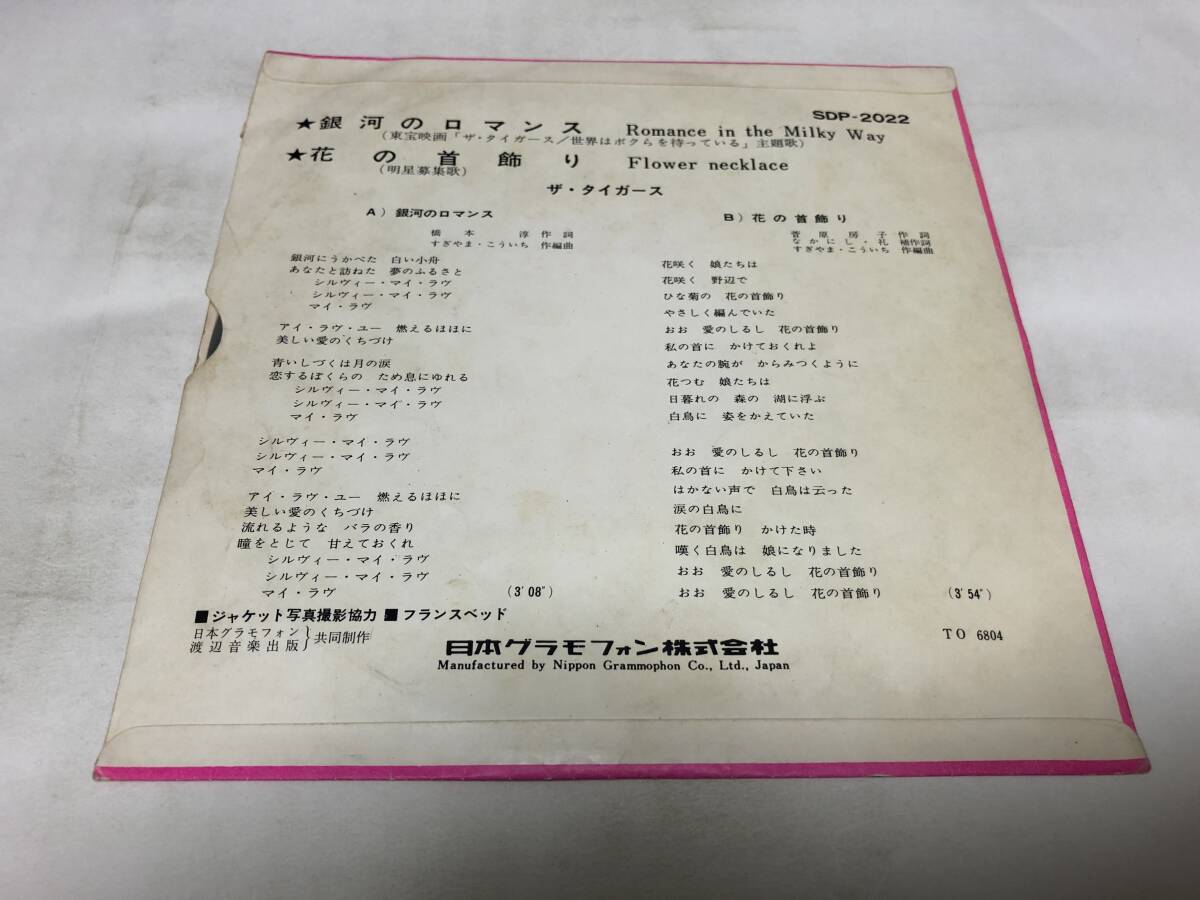 SDP-2022
★銀河のロマンス Romance in the Milky Way
(東宝映画「ザ・タイガース/世界はボクらを待っている」主題歌)
★花の首飾り Flower necklace
(明星募集歌)
ザ・タイガース
A) 銀河のロマンス
橋本淳作詞
すぎやま・こういち 作編曲
銀河にうかべた 白い小舟
あなたと訪ねた 夢のふるさと
シルヴィー・マイ・ラヴ
シルヴィー・マイ・ラヴ
マイ・ラヴ
アイ・ラヴ・ユー 燃えるほほに
美しい愛のくちづけ
青いしづくは月の涙
恋するぼくらの ため息にゆれる
シルヴィー・マイ・ラヴ
シルヴィー・マイ・ラヴ
マイ・ラヴ
シルヴィー・マイ・ラヴ
シルヴィー・マイ・ラヴ
マイ・ラヴ
アイ・ラヴ・ユー 燃えるほほに
美しい愛のくちづけ
流れるような バラの香り
瞳をとじて 甘えておくれ
シルヴィー・マイ・ラヴ
シルヴィー・マイ・ラヴ
マイ・ラヴ
(3′08″)
B) 花の首飾り
菅原房子作詞
なかにし・礼 補作詞
すぎやま・こういち 作編曲
花咲く 娘たちは
花咲く 野辺で
ひな菊の 花の首飾り
やさしく編んでいた
おお 愛のしるし 花の首飾り
私の首に かけておくれよ
あなたの腕が からみつくように
花つむ 娘たちは
日暮れの 森の 湖に浮ぶ
白鳥に 姿をかえていた
おお 愛のしるし 花の首飾り
私の首に かけて下さい
はかない声で 白鳥は云った
涙の白鳥に
花の首飾り かけた時
嘆く白鳥は 娘になりました
おお 愛のしるし 花の首飾り
おお 愛のしるし 花の首飾り
(3′54″)
■ジャケット写真撮影協力 ■フランスベッド
日本グラモフォン
渡辺音楽出版}共同制作
日本グラモフォン株式会社
Manufactured by Nippon Grammophon Co., Ltd., Japan
TO 6804